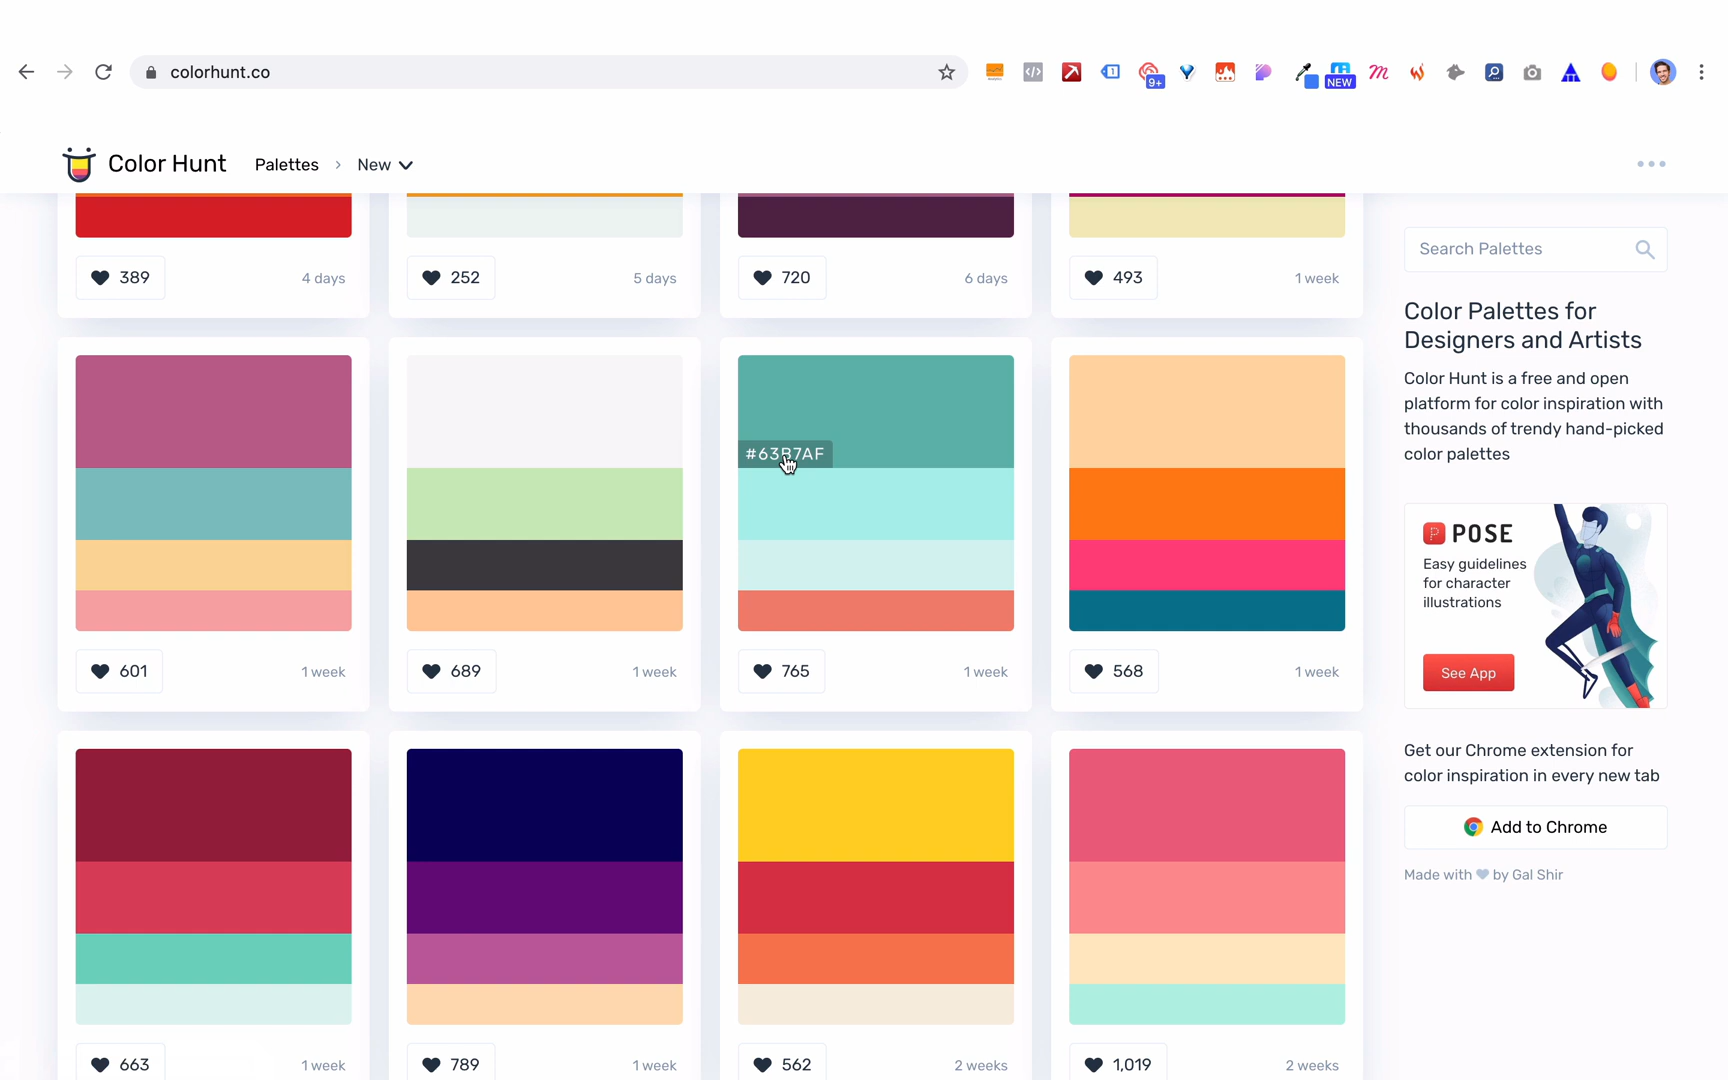 colorhunt.co
1
9+
NEW
Color Hunt
Palettes
New
389
4 days
252
5 days
720
6 days
493
1 week
Search Palettes
Color Palettes for
Designers and Artists
Color Hunt is a free and open
platform for color inspiration with
thousands of trendy hand-picked
color palettes
#63B7AF
601
1 week
689
1 week
765
1 week
568
1 week
P POSE
Easy guidelines
for character
illustrations
See App
Get our Chrome extension for
color inspiration in every new tab
Add to Chrome
Made with ♥ by Gal Shir
663
1 week
789
1 week
562
2 weeks
1,019
2 weeks